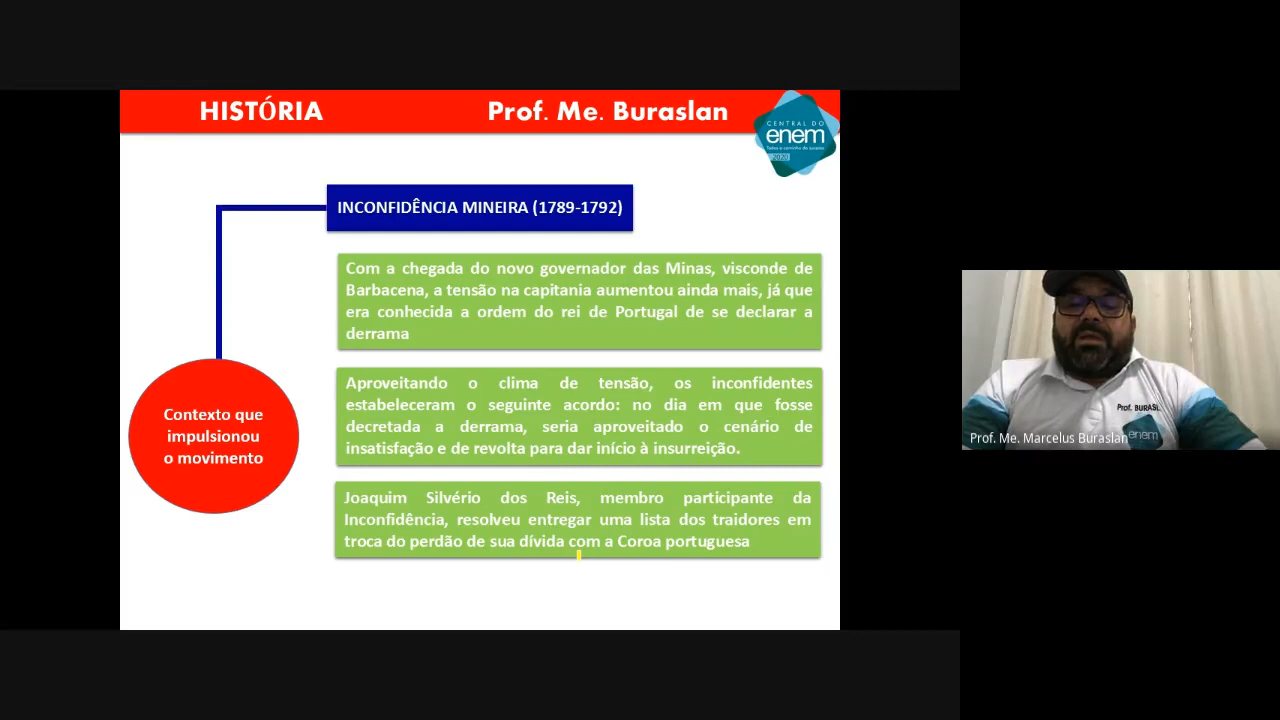 HISTÓRIA
Prof. Me. Buraslan
CENTRAL DO
enem
2020
INCONFIDÊNCIA MINEIRA (1789-1792)
Com a chegada do novo governador das Minas, visconde de
Barbacena, a tensão na capitania aumentou ainda mais, já que
era conhecida a ordem do rei de Portugal de se declarar a
derrama
Aproveitando o clima de tensão, os inconfidentes
estabeleceram o seguinte acordo: no dia em que fosse
decretada a derrama, seria aproveitado o cenário de
insatisfação e de revolta para dar início à insurreição.
Contexto que
impulsionou
o movimento
Joaquim Silvério dos Reis, membro participante da
Inconfidência, resolveu entregar uma lista dos traidores em
troca do perdão de sua dívida com a Coroa portuguesa
Prof. BURASL
enem
Prof. Me. Marcelus Buraslan